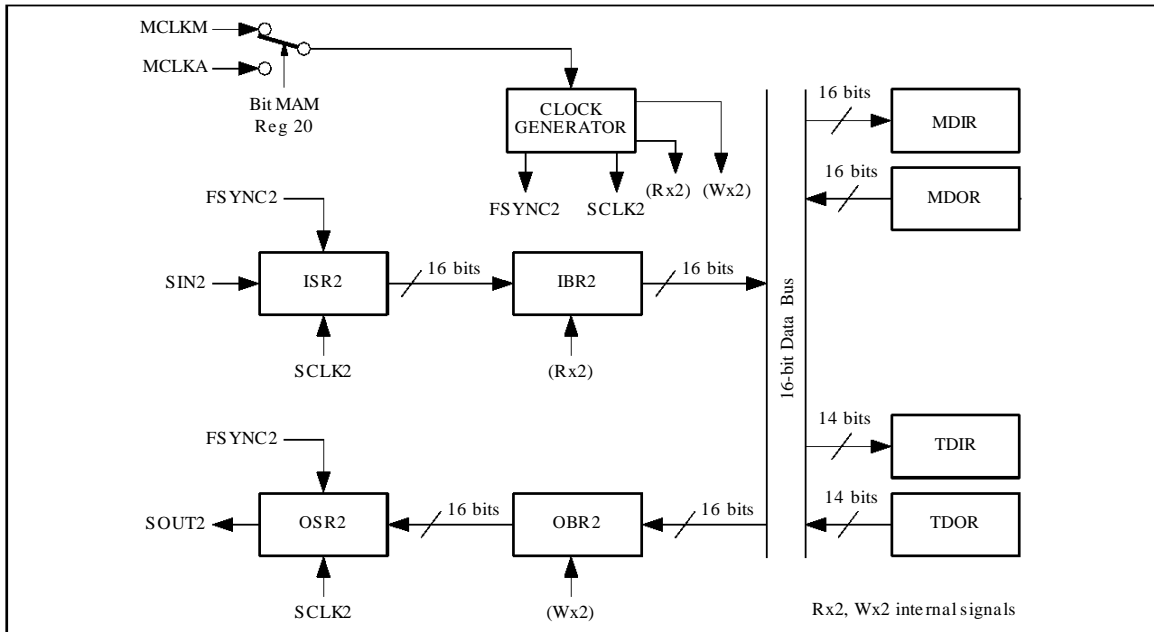 MCLKM
MCLKA
Bit MAM
Reg 20
CLOCK
GENERATOR
FSYNC2
SCLK2
(Rx2)
(Wx2)
16 bits
MDIR
16 bits
MDOR
FSYNC2
SIN2
ISR2
16 bits
IBR2
16 bits
SCLK2
(Rx2)
16-bit Data Bus
14 bits
TDIR
14 bits
TDOR
FSYNC2
SOUT2
OSR2
16 bits
OBR2
16 bits
SCLK2
(Wx2)
Rx2, Wx2 internal signals